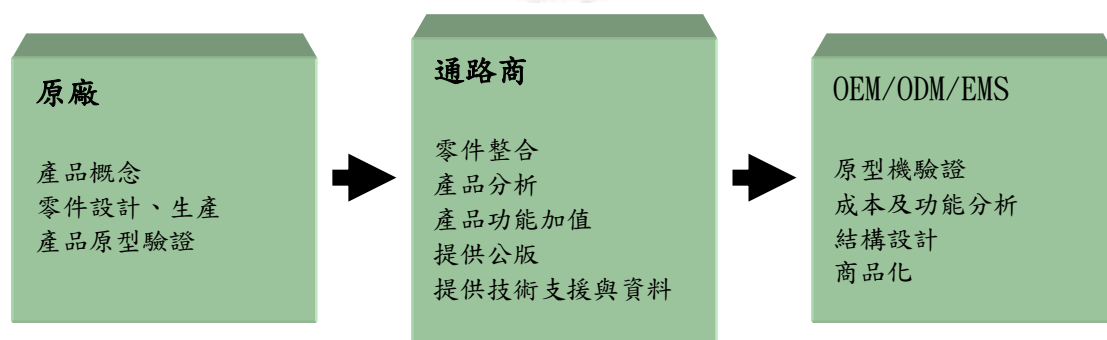 原廠
產品概念
零件設計、生產
產品原型驗證
通路商
零件整合
產品分析
產品功能加值
提供公版
提供技術支援與資料
OEM/ODM/EMS
原型機驗證
成本及功能分析
結構設計
商品化